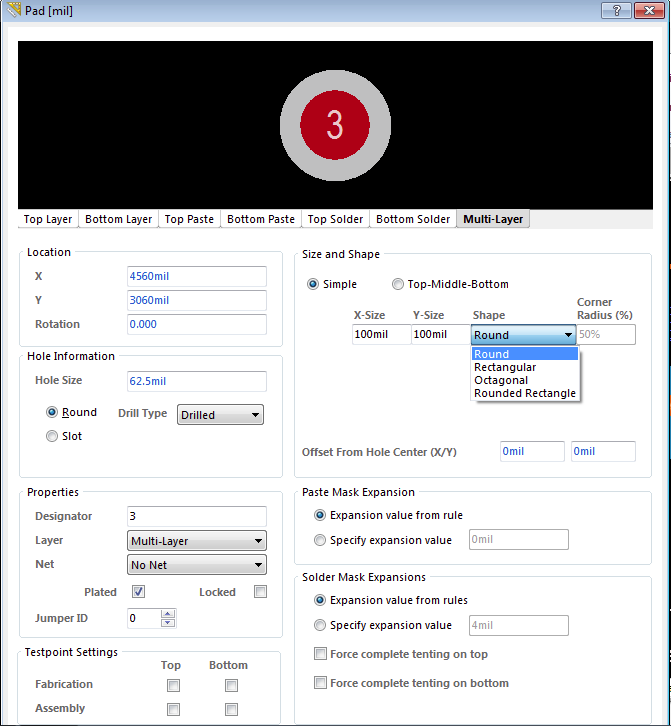 Pad [mil]
3
Top Layer Bottom Layer Top Paste Bottom Paste Top Solder Bottom Solder Multi-Layer
Location
X 4560mil
Y 3060mil
Rotation 0.000
Hole Information
Hole Size 62.5mil
Round Drill Type Drilled
Slot
Size and Shape
Simple Top-Middle-Bottom
X-Size Y-Size Shape Corner Radius (%)
100mil 100mil Round 50%
Round
Rectangular
Octagonal
Rounded Rectangle
Offset From Hole Center (X/Y) 0mil 0mil
Properties
Designator 3
Layer Multi-Layer
Net No Net
Plated Locked
Jumper ID 0
Paste Mask Expansion
Expansion value from rule
Specify expansion value 0mil
Solder Mask Expansions
Expansion value from rules
Specify expansion value 4mil
Force complete tenting on top
Force complete tenting on bottom
Testpoint Settings
Top Bottom
Fabrication
Assembly